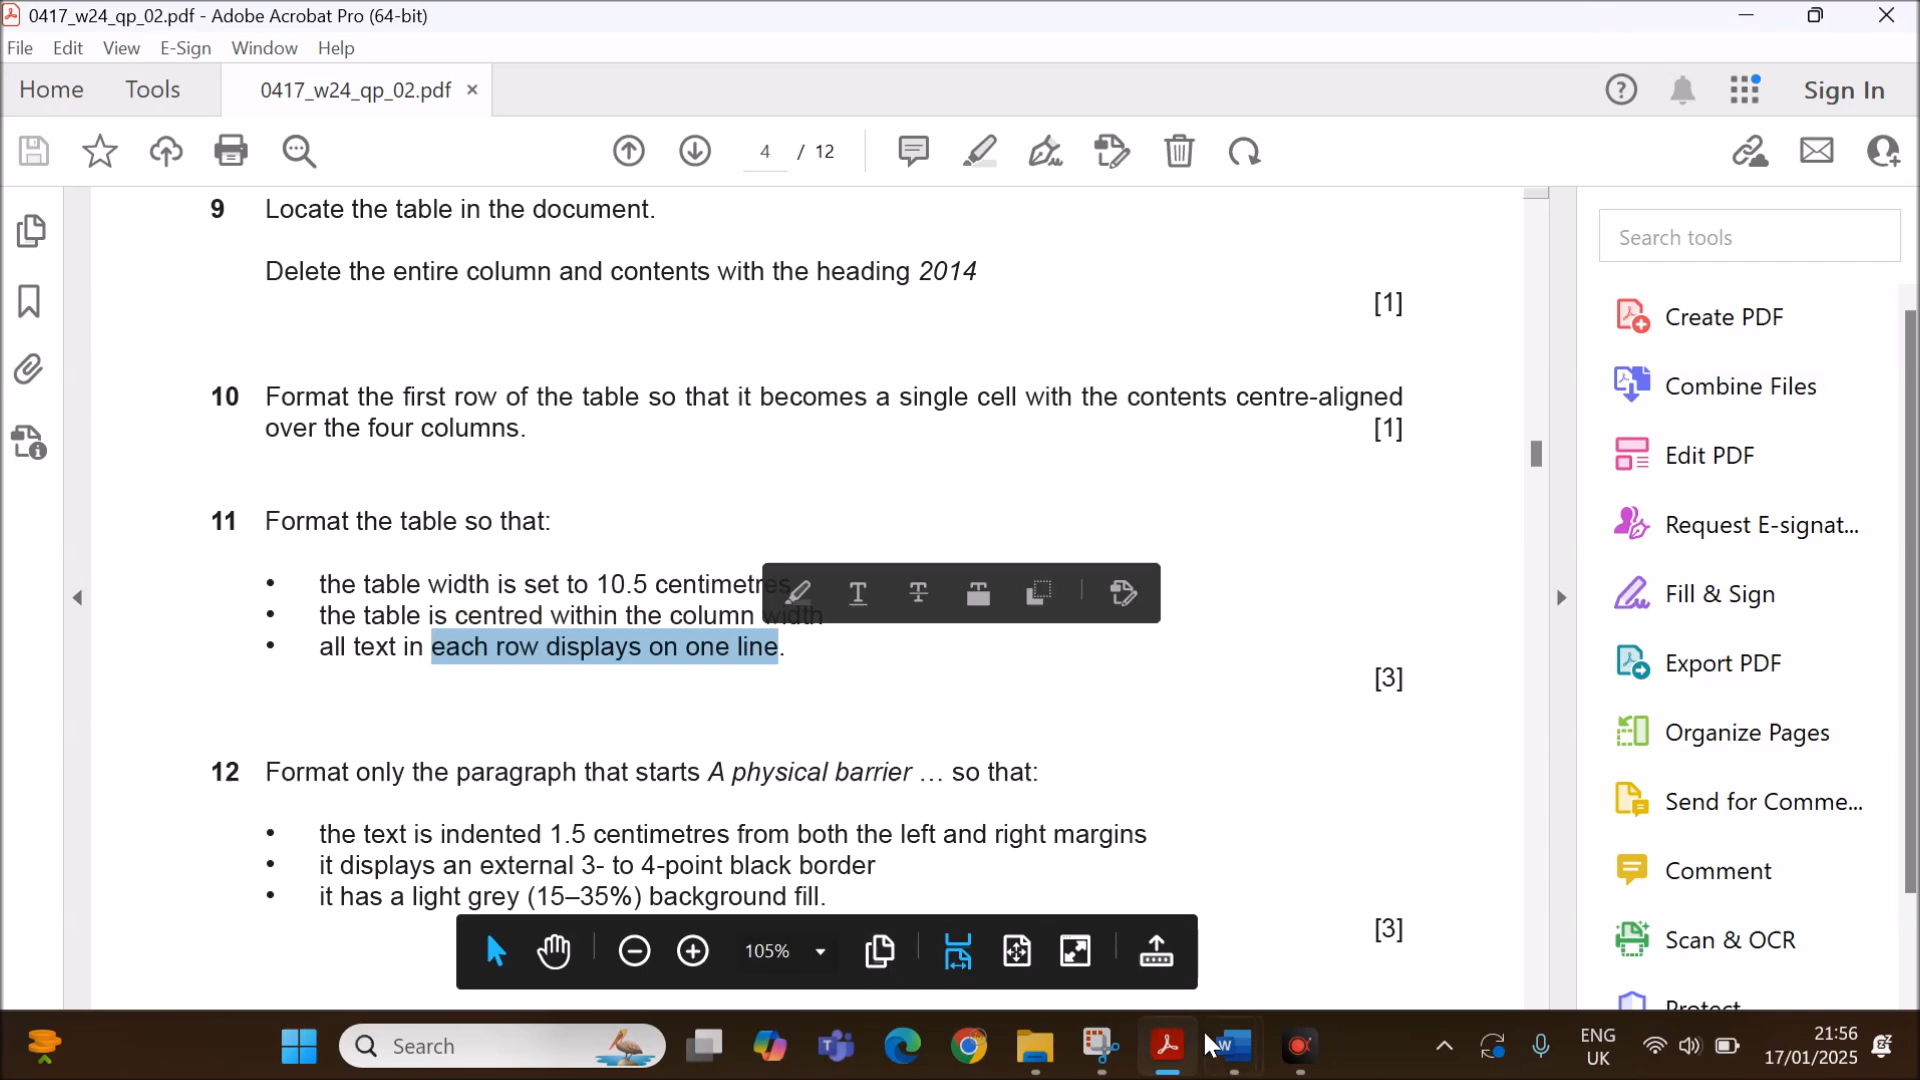 0417_w24_qp_02.pdf - Adobe Acrobat Pro (64-bit)
File Edit View E-Sign Window Help
Home Tools 0417_w24_qp_02.pdf × Sign In
4 / 12
9 Locate the table in the document.
Delete the entire column and contents with the heading 2014
[1]
10 Format the first row of the table so that it becomes a single cell with the contents centre-aligned
over the four columns. [1]
11 Format the table so that:
• the table width is set to 10.5 centimetres
• the table is centred within the column width
• all text in each row displays on one line.
[3]
12 Format only the paragraph that starts A physical barrier … so that:
• the text is indented 1.5 centimetres from both the left and right margins
• it displays an external 3- to 4-point black border
• it has a light grey (15–35%) background fill.
[3]
105%
Search tools
Create PDF
Combine Files
Edit PDF
Request E-signat...
Fill & Sign
Export PDF
Organize Pages
Send for Comme...
Comment
Scan & OCR
Protect
Search
ENG
UK
21:56
17/01/2025